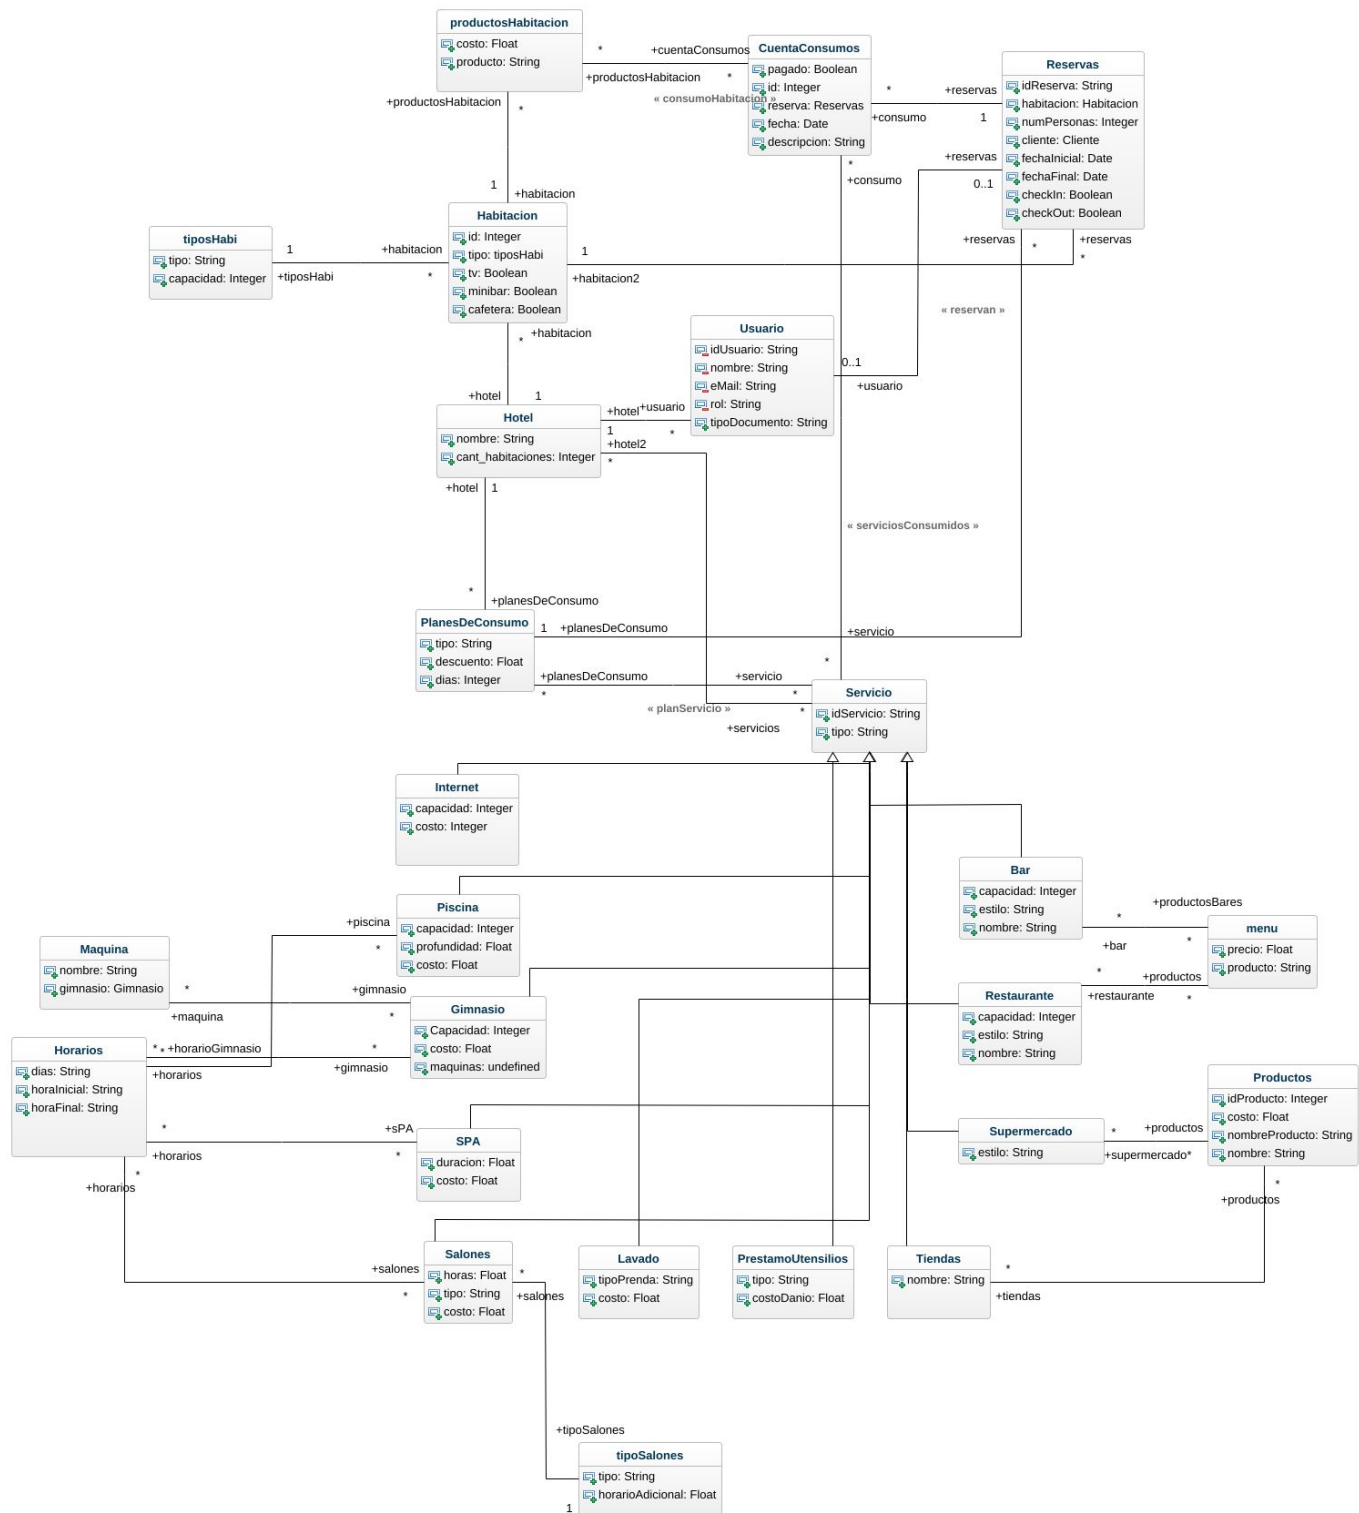 productosHabitacion
costo: Float
producto: String
*
+cuentaConsumos
+productosHabitacion
*
« consumoHabitacion »
CuentaConsumos
pagado: Boolean
id: Integer
reserva: Reservas
fecha: Date
descripcion: String
*
+reservas
+consumo
1
Reservas
idReserva: String
habitacion: Habitacion
numPersonas: Integer
cliente: Cliente
fechaInicial: Date
fechaFinal: Date
checkIn: Boolean
checkOut: Boolean
+productosHabitacion
*
*
+consumo
+reservas
0..1
1
+habitacion
tiposHabi
tipo: String
capacidad: Integer
1
+habitacion
+tiposHabi
*
Habitacion
id: Integer
tipo: tiposHabi
tv: Boolean
minibar: Boolean
cafetera: Boolean
1
+habitacion2
+reservas
*
+reservas
*
« reservan »
*
+habitacion
Usuario
idUsuario: String
nombre: String
eMail: String
rol: String
tipoDocumento: String
0..1
+usuario
+hotel
1
Hotel
nombre: String
cant_habitaciones: Integer
+hotel
+usuario
1
*
+hotel2
*
+hotel
1
« serviciosConsumidos »
*
+planesDeConsumo
PlanesDeConsumo
tipo: String
descuento: Float
dias: Integer
1
+planesDeConsumo
+servicio
*
+planesDeConsumo
+servicio
*
*
« planServicio »
*
+servicios
Servicio
idServicio: String
tipo: String
Internet
capacidad: Integer
costo: Integer
Bar
capacidad: Integer
estilo: String
nombre: String
+productosBares
*
+bar
*
menu
precio: Float
producto: String
Piscina
capacidad: Integer
profundidad: Float
costo: Float
+piscina
*
Maquina
nombre: String
gimnasio: Gimnasio
*
+gimnasio
+maquina
*
*
+productos
+restaurante
*
Restaurante
capacidad: Integer
estilo: String
nombre: String
Gimnasio
Capacidad: Integer
costo: Float
maquinas: undefined
Horarios
dias: String
horaInicial: String
horaFinal: String
*
*
+horarioGimnasio
*
+horarios
+gimnasio
Productos
idProducto: Integer
costo: Float
nombreProducto: String
nombre: String
*
+sPA
+horarios
*
SPA
duracion: Float
costo: Float
Supermercado
estilo: String
*
+productos
+supermercado
*
*
+horarios
*
+productos
Salones
horas: Float
tipo: String
costo: Float
+salones
*
*
+salones
Lavado
tipoPrenda: String
costo: Float
PrestamoUtensilios
tipo: String
costoDanio: Float
Tiendas
nombre: String
*
+tiendas
+tipoSalones
tipoSalones
tipo: String
horarioAdicional: Float
1